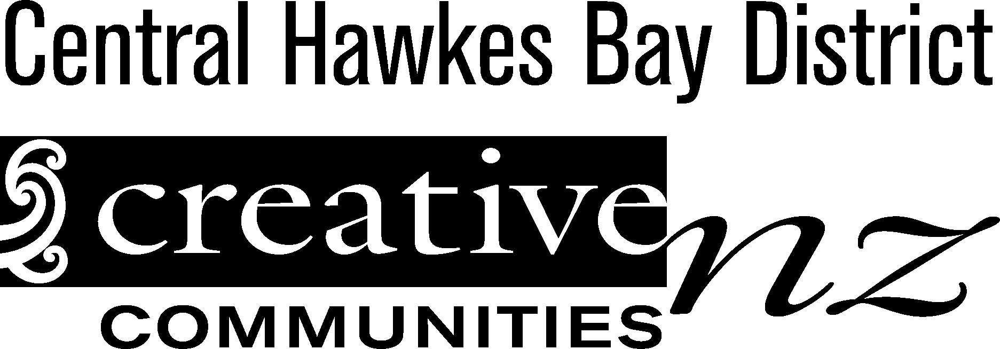 Central Hawkes Bay District
creative nz
COMMUNITIES